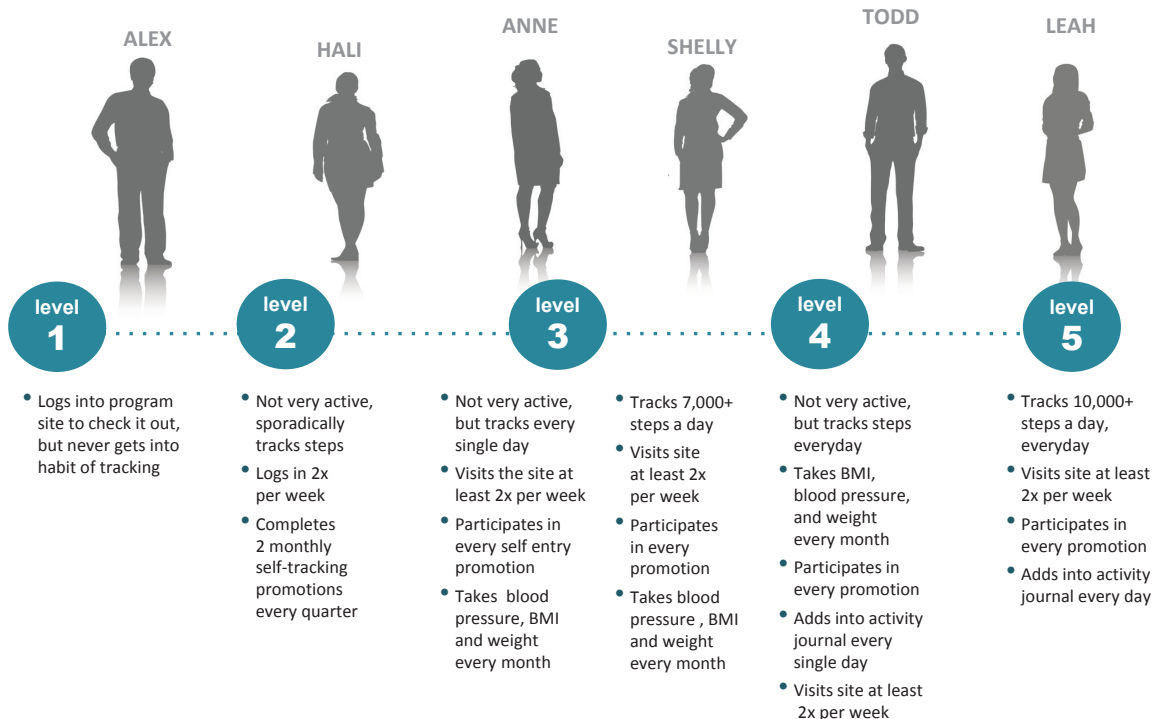 ALEX
HALI
ANNE
SHELLY
TODD
LEAH
level
1
level
2
level
3
level
4
level
5
• Logs into program
site to check it out,
but never gets into
habit of tracking
• Not very active,
sporadically
tracks steps
• Logs in 2x
per week
• Completes
2 monthly
self-tracking
promotions
every quarter
• Not very active,
but tracks every
single day
• Visits the site at
least 2x per week
• Participates in
every self entry
promotion
• Takes blood
pressure, BMI
and weight
every month
• Tracks 7,000+
steps a day
• Visits site
at least 2x
per week
• Participates
in every
promotion
• Takes blood
pressure , BMI
and weight
every month
• Not very active,
but tracks steps
everyday
• Takes BMI,
blood pressure,
and weight
every month
• Participates in
every promotion
• Adds into activity
journal every
single day
• Visits site at least
2x per week
• Tracks 10,000+
steps a day,
everyday
• Visits site at least
2x per week
• Participates in
every promotion
• Adds into activity
journal every day